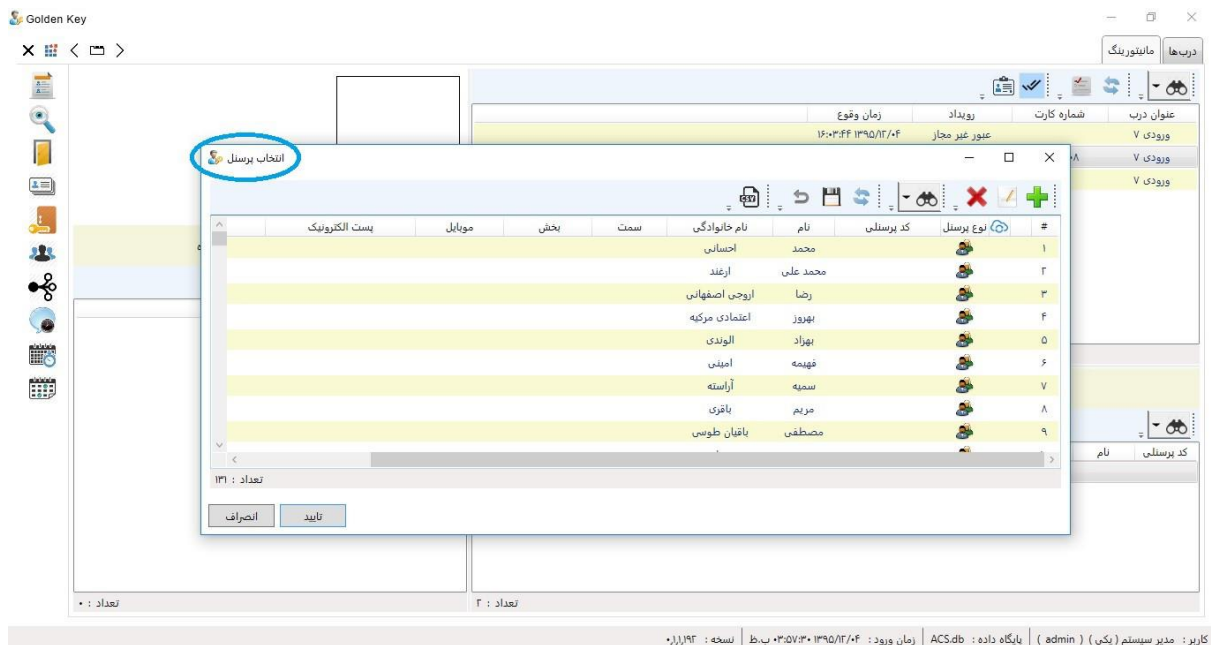 Golden Key
درب‌ها
مانیتورینگ
عنوان درب
شماره کارت
رویداد
زمان وقوع
ورودی ۷
عبور غیر مجاز
۱۳۹۵/۱۲/۰۴ ۱۶:۰۳:۴۴
ورودی ۷
ورودی ۷
انتخاب پرسنل
CSV
#
نوع پرسنل
کد پرسنلی
نام
نام خانوادگی
سمت
بخش
موبایل
پست الکترونیک
۱ محمد احسانی
۲ محمد علی ارغند
۳ رضا اروجی اصفهانی
۴ بهروز اعتمادی مرکیه
۵ بهزاد الوندی
۶ فهیمه امینی
۷ سمیه آراسته
۸ مریم باقری
۹ مصطفی باقیان طوسی
تعداد : ۱۳۱
تایید
انصراف
کد پرسنلی
نام
تعداد : ۲
تعداد : ۰
کاربر : مدیر سیستم ( یکی ) ( admin )
پایگاه داده : ACS.db
زمان ورود : ۱۳۹۵/۱۲/۰۴ ۰۳:۵۷:۳۰ ب.ظ
نسخه : ۰,۱,۱,۱۹۲